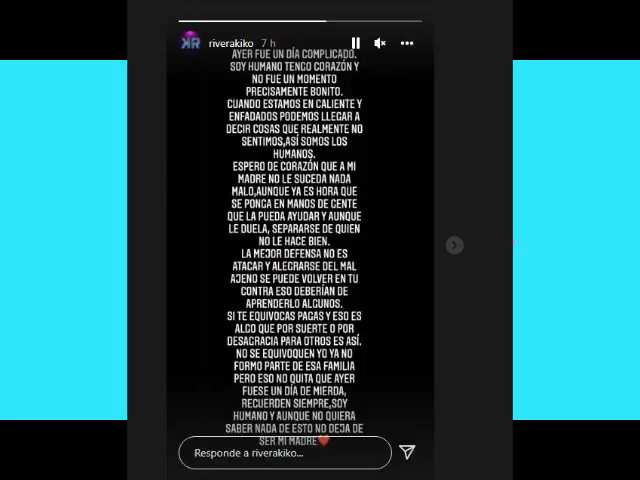 KR
riverakiko 7 h
AYER FUE UN DÍA COMPLICADO.
SOY HUMANO TENGO CORAZÓN Y
NO FUE UN MOMENTO
PRECISAMENTE BONITO.
CUANDO ESTAMOS EN CALIENTE Y
ENFADADOS PODEMOS LLEGAR A
DECIR COSAS QUE REALMENTE NO
SENTIMOS,ASÍ SOMOS LOS
HUMANOS.
ESPERO DE CORAZÓN QUE A MI
MADRE NO LE SUCEDA NADA
MALO,AUNQUE YA ES HORA QUE
SE PONGA EN MANOS DE GENTE
QUE LA PUEDA AYUDAR Y AUNQUE
LE DUELA, SEPARARSE DE QUIEN
NO LE HACE BIEN.
LA MEJOR DEFENSA NO ES
ATACAR Y ALEGRARSE DEL MAL
AJENO SE PUEDE VOLVER EN TU
CONTRA ESO DEBERÍAN DE
APRENDERLO ALGUNOS.
SI TE EQUIVOCAS PAGAS Y ESO ES
ALGO QUE POR SUERTE O POR
DESAGRACIA PARA OTROS ES ASÍ.
NO SE EQUIVOQUEN YO YA NO
FORMO PARTE DE ESA FAMILIA
PERO ESO NO QUITA QUE AYER
FUESE UN DÍA DE MIERDA,
RECUERDEN SIEMPRE,SOY
HUMANO Y AUNQUE NO QUIERA
SABER NADA DE ESTO NO DEJA DE
SER MI MADRE❤️
Responde a riverakiko...